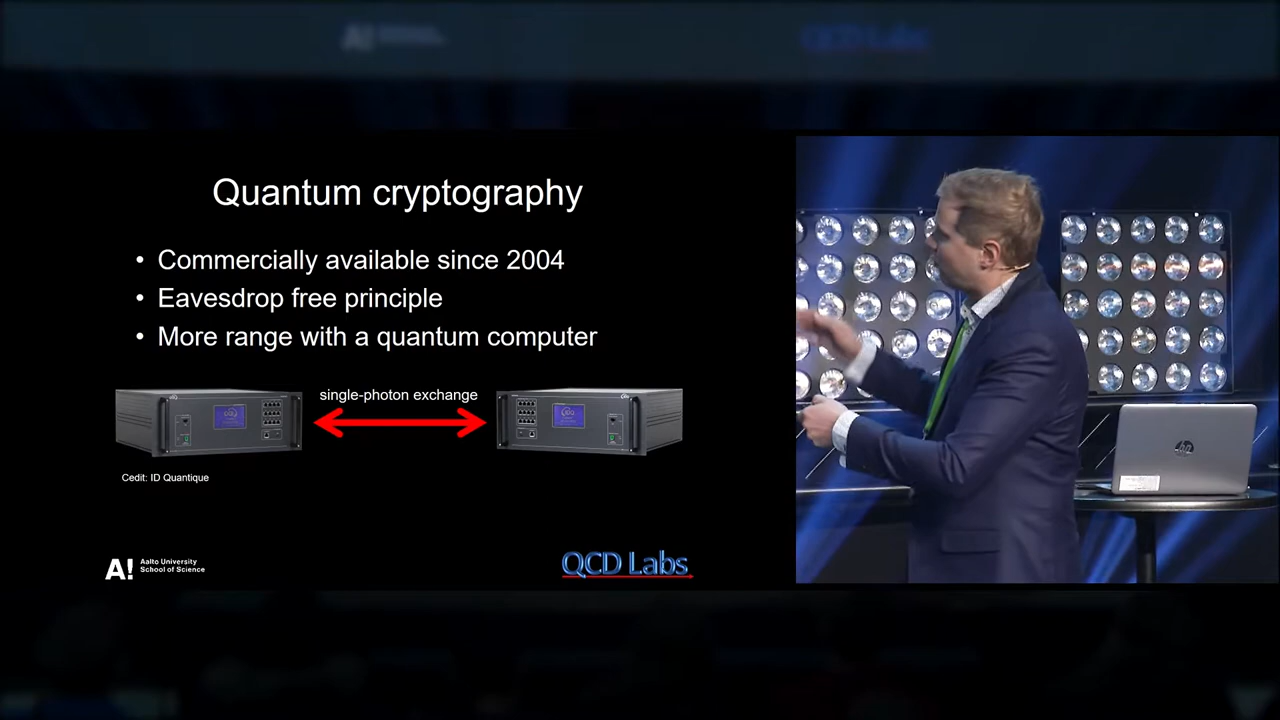 Quantum cryptography
• Commercially available since 2004
• Eavesdrop free principle
• More range with a quantum computer
single-photon exchange
Cedit: ID Quantique
A!
Aalto University
School of Science
QCD Labs
hp